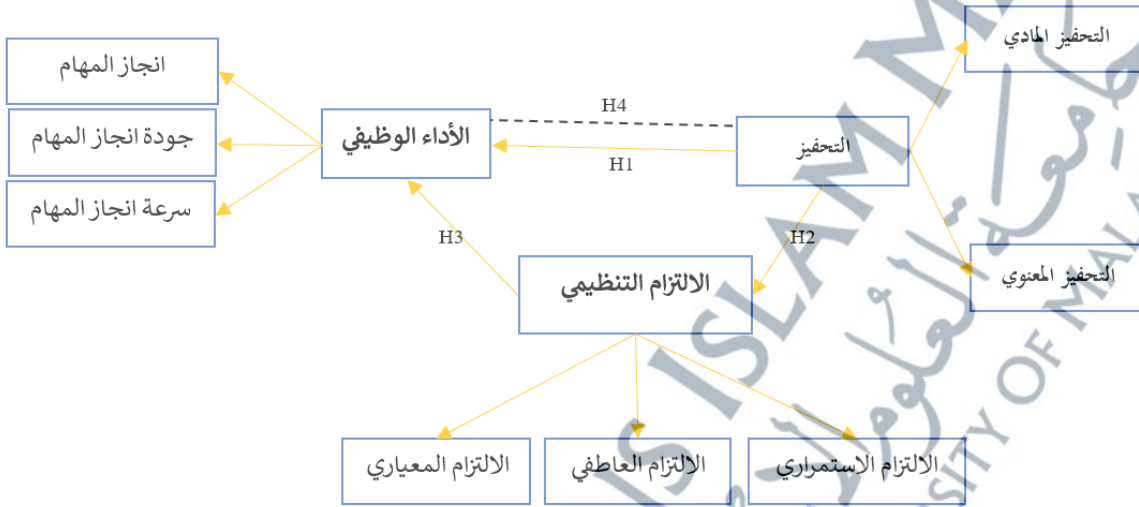 التحفيز المادي
انجاز المهام
H4
الأداء الوظيفي
التحفيز
جودة انجاز المهام
H1
سرعة انجاز المهام
H3
H2
التحفيز المعنوي
الالتزام التنظيمي
الالتزام الاستمراري
الالتزام العاطفي
الالتزام المعياري
ISLAM